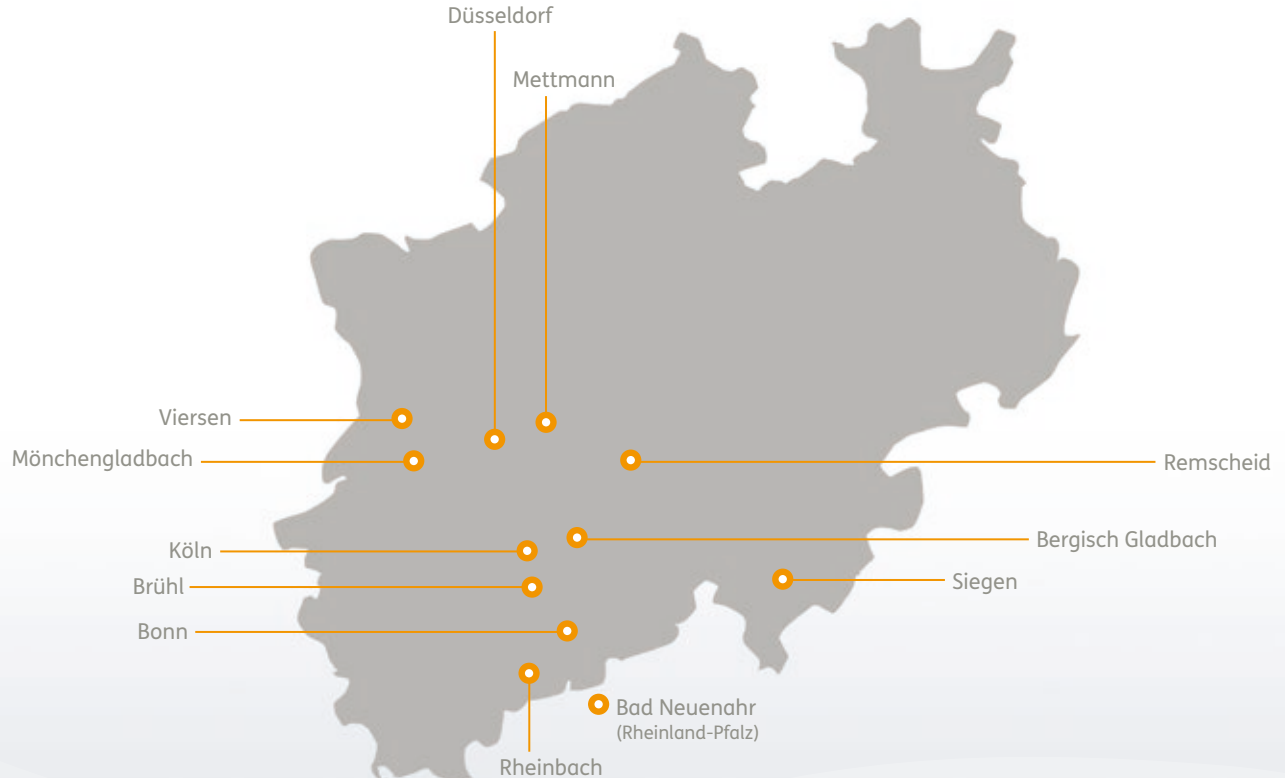 Düsseldorf
Mettmann
Viersen
Mönchengladbach
Remscheid
Bergisch Gladbach
Köln
Siegen
Brühl
Bonn
Bad Neuenahr
(Rheinland-Pfalz)
Rheinbach